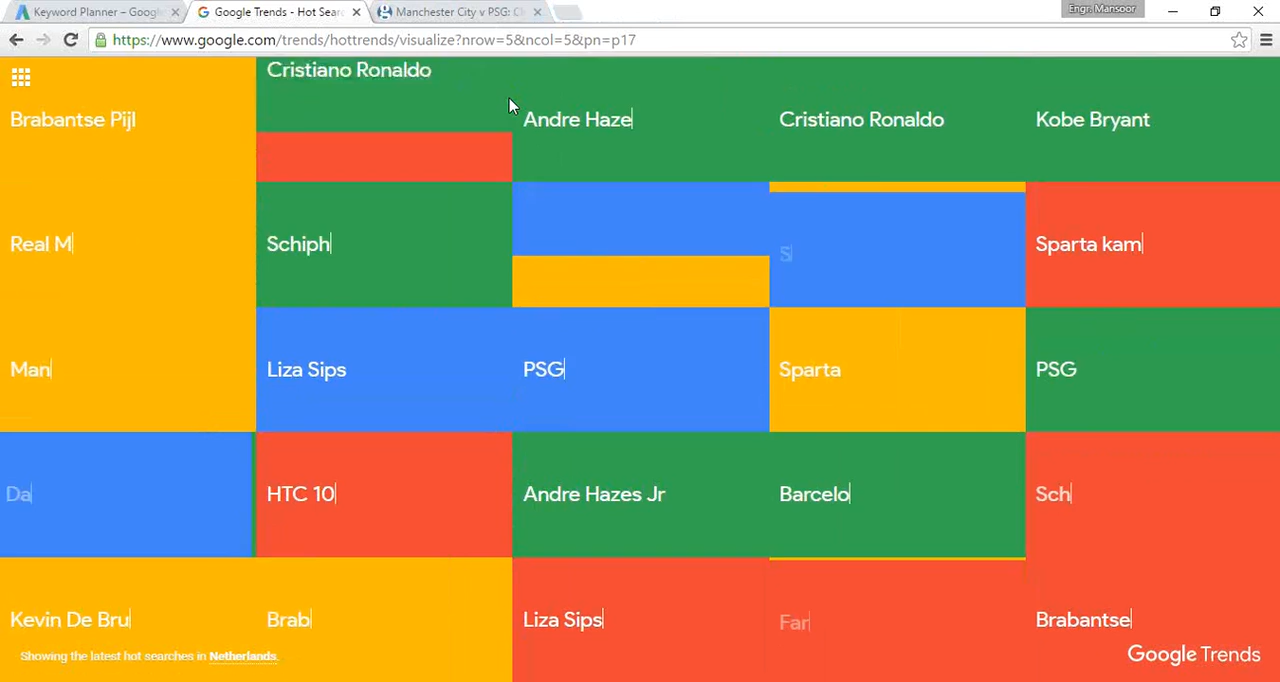 Keyword Planner – Googl
Google Trends - Hot Sear
Manchester City v PSG: Cl
Engr. Mansoor
https://www.google.com/trends/hottrends/visualize?nrow=5&ncol=5&pn=p17
Cristiano Ronaldo
Brabantse Pijl
Andre Haze
Cristiano Ronaldo
Kobe Bryant
Real M
Schiph
S
Sparta kam
Man
Liza Sips
PSG
Sparta
PSG
Da
HTC 10
Andre Hazes Jr
Barcelo
Sch
Kevin De Bru
Brab
Liza Sips
Far
Brabantse
Showing the latest hot searches in Netherlands.
Google Trends